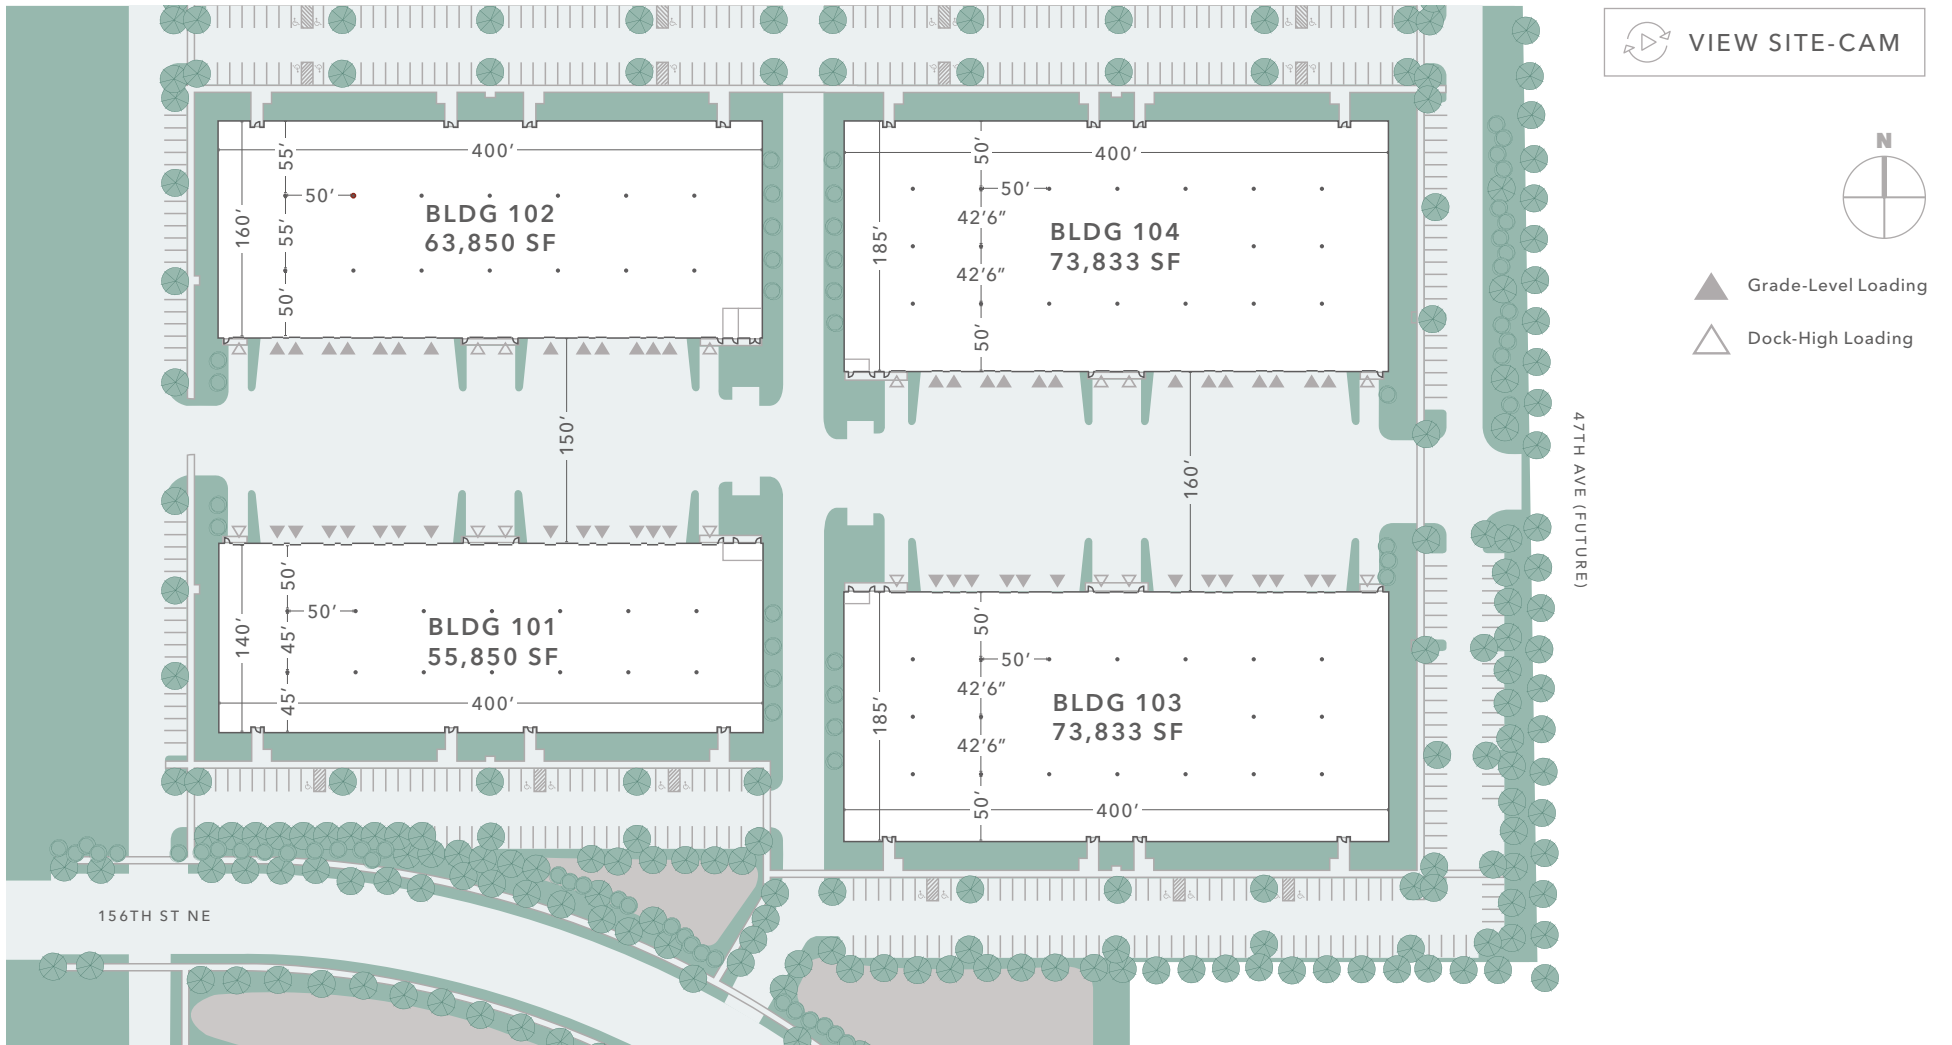 VIEW SITE-CAM
N
Grade-Level Loading
Dock-High Loading
47TH AVE (FUTURE)
55'
400'
50'
160'
55'
BLDG 102
63,850 SF
50'
50'
400'
50'
42'6"
185'
BLDG 104
73,833 SF
42'6"
50'
150'
160'
50'
50'
140'
45'
BLDG 101
55,850 SF
45'
400'
50'
50'
42'6"
185'
BLDG 103
73,833 SF
42'6"
50'
400'
156TH ST NE